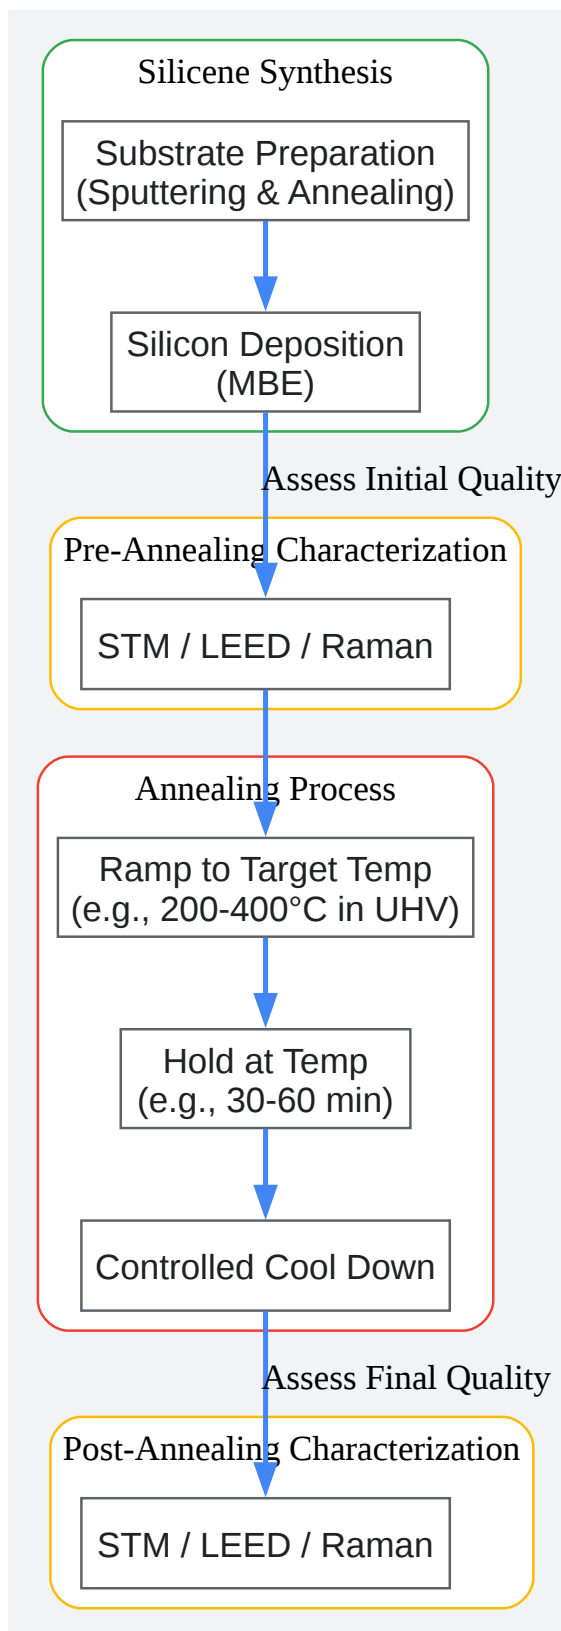 Silicene Synthesis
Substrate Preparation
(Sputtering & Annealing)
Silicon Deposition
(MBE)
Assess Initial Quality
Pre-Annealing Characterization
STM / LEED / Raman
Annealing Process
Ramp to Target Temp
(e.g., 200-400°C in UHV)
Hold at Temp
(e.g., 30-60 min)
Controlled Cool Down
Assess Final Quality
Post-Annealing Characterization
STM / LEED / Raman